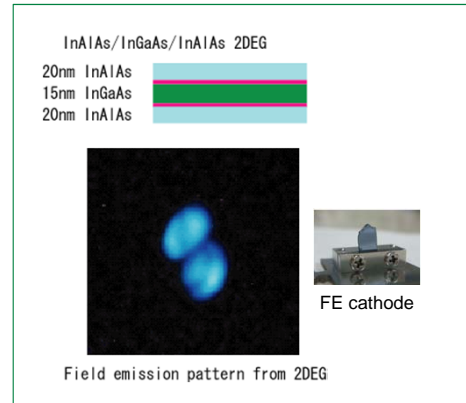 InAlAs/InGaAs/InAlAs 2DEG
20nm InAlAs
15nm InGaAs
20nm InAlAs
FE cathode
Field emission pattern from 2DEG